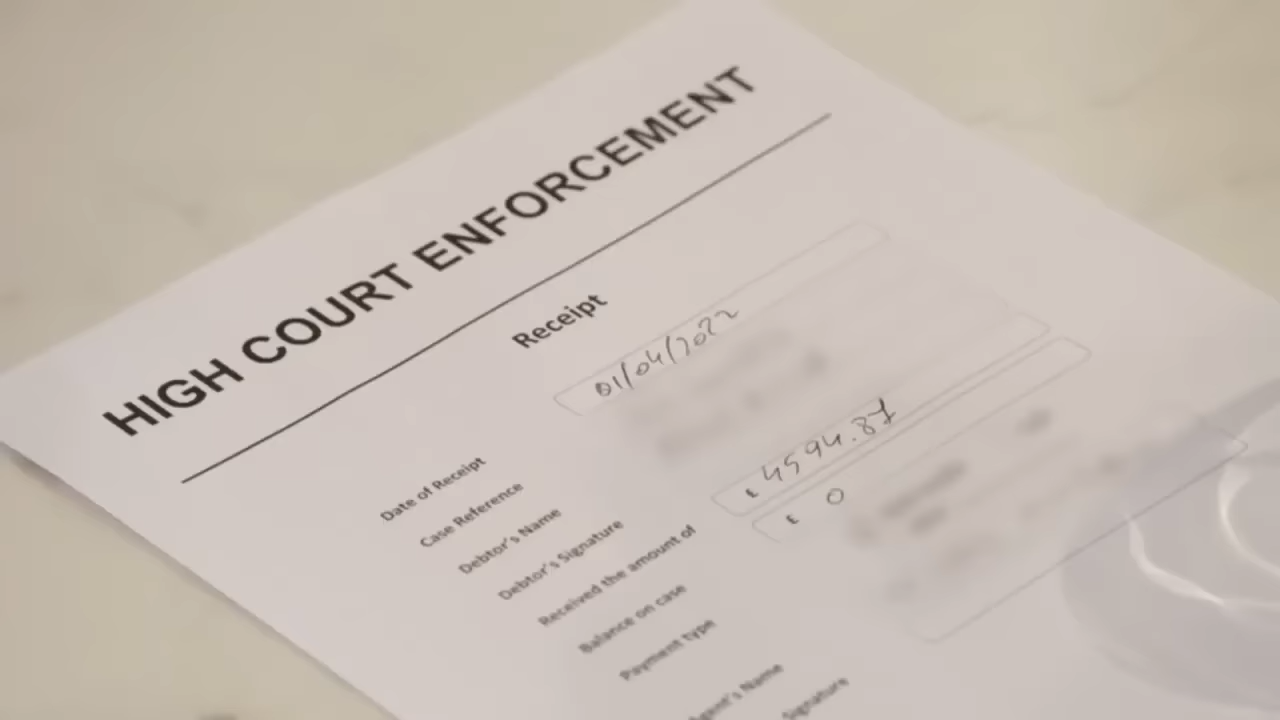 HIGH COURT ENFORCEMENT
Receipt
Date of Receipt 01/04/2022
Case Reference
Debtor's Name
Debtor's Signature
Received the amount of £ 4594.87
Balance on case £ 0
Payment type
Agent's Name
Signature